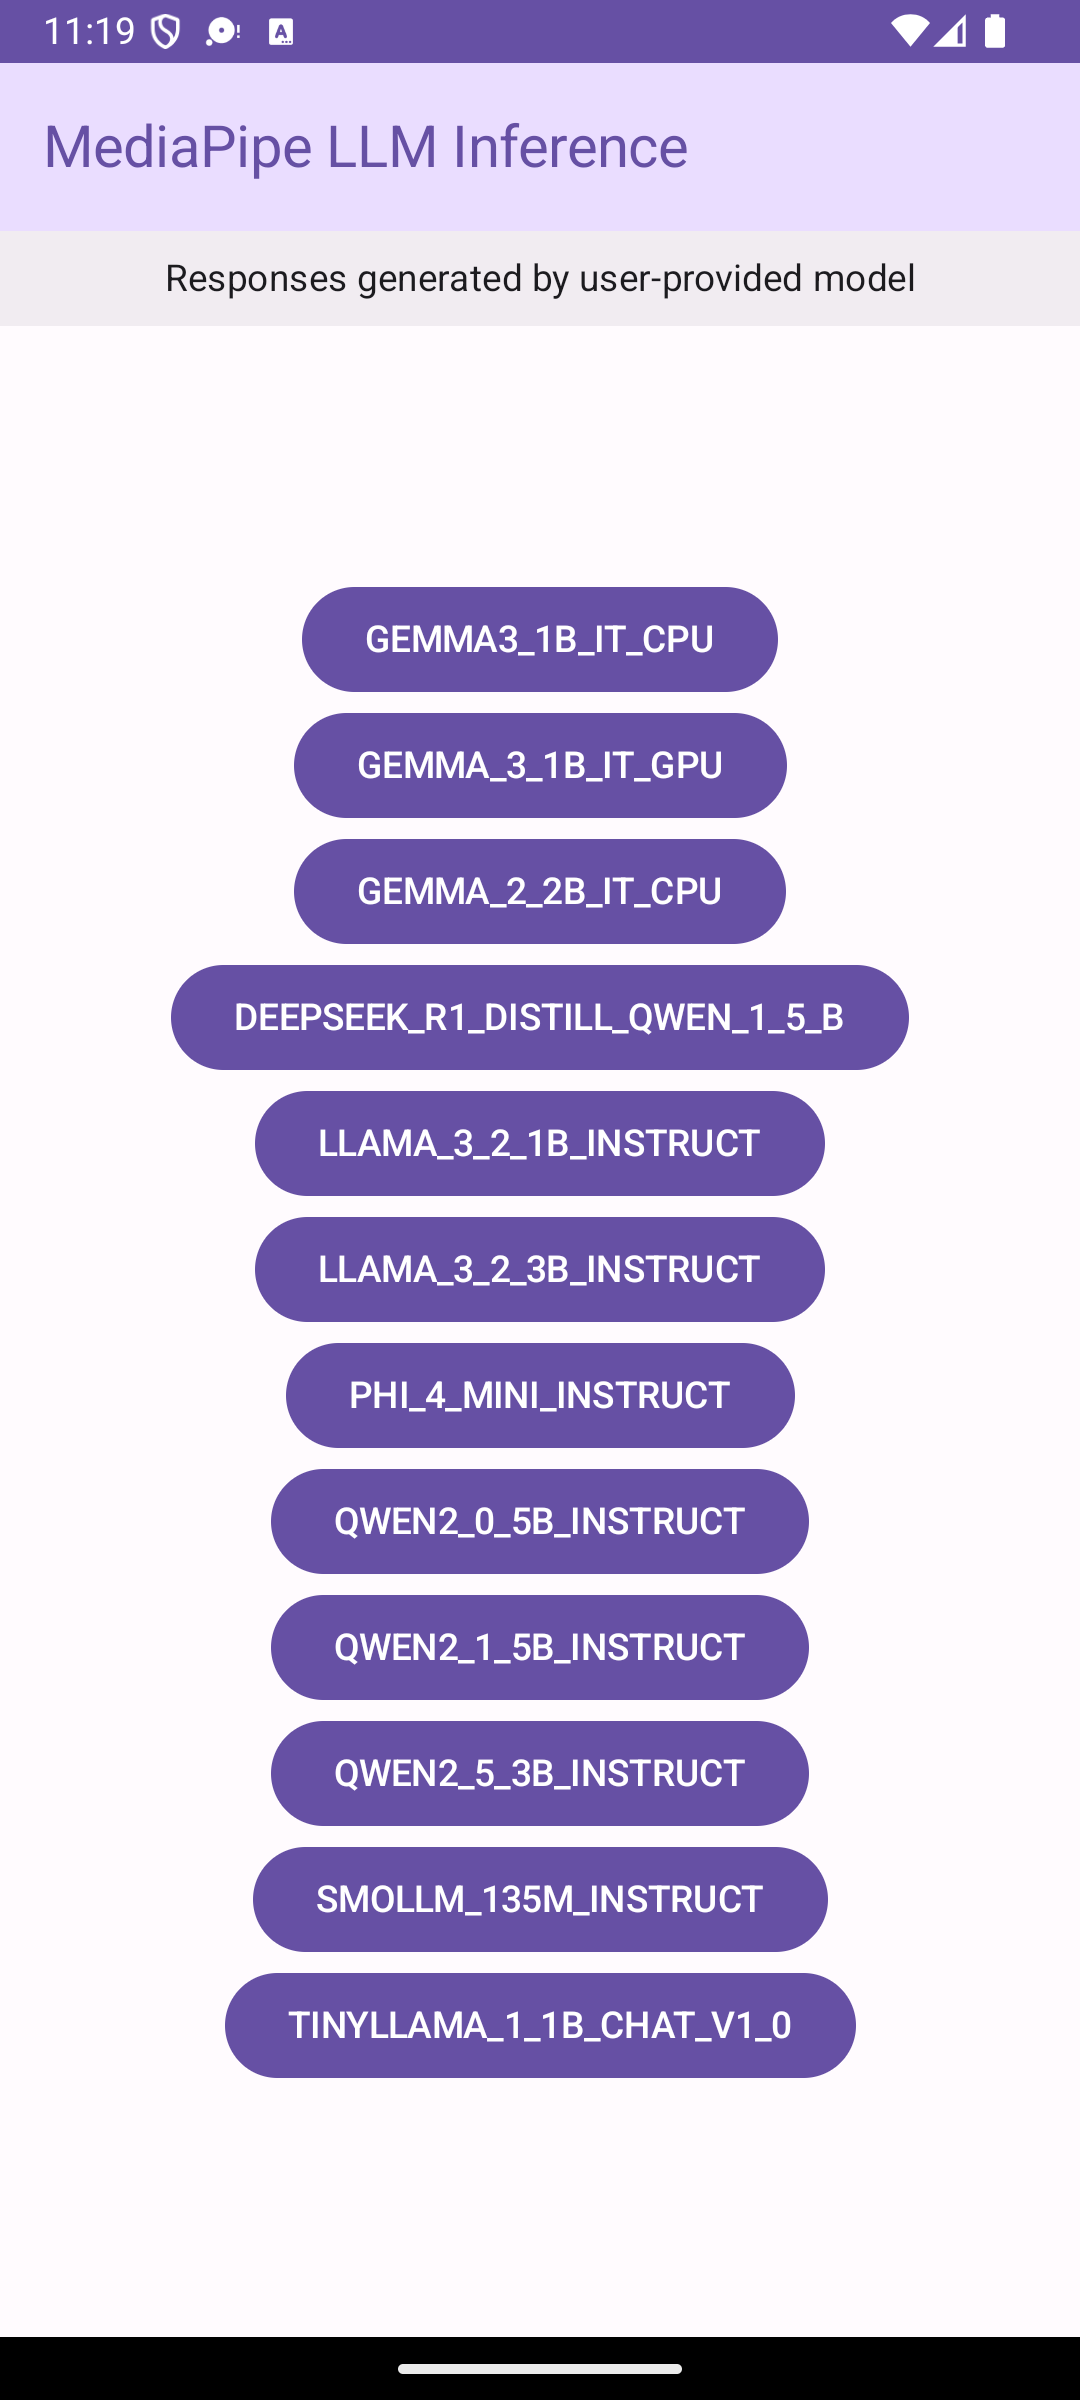 11:19
MediaPipe LLM Inference
Responses generated by user-provided model
GEMMA3_1B_IT_CPU
GEMMA_3_1B_IT_GPU
GEMMA_2_2B_IT_CPU
DEEPSEEK_R1_DISTILL_QWEN_1_5_B
LLAMA_3_2_1B_INSTRUCT
LLAMA_3_2_3B_INSTRUCT
PHI_4_MINI_INSTRUCT
QWEN2_0_5B_INSTRUCT
QWEN2_1_5B_INSTRUCT
QWEN2_5_3B_INSTRUCT
SMOLLM_135M_INSTRUCT
TINYLLAMA_1_1B_CHAT_V1_0